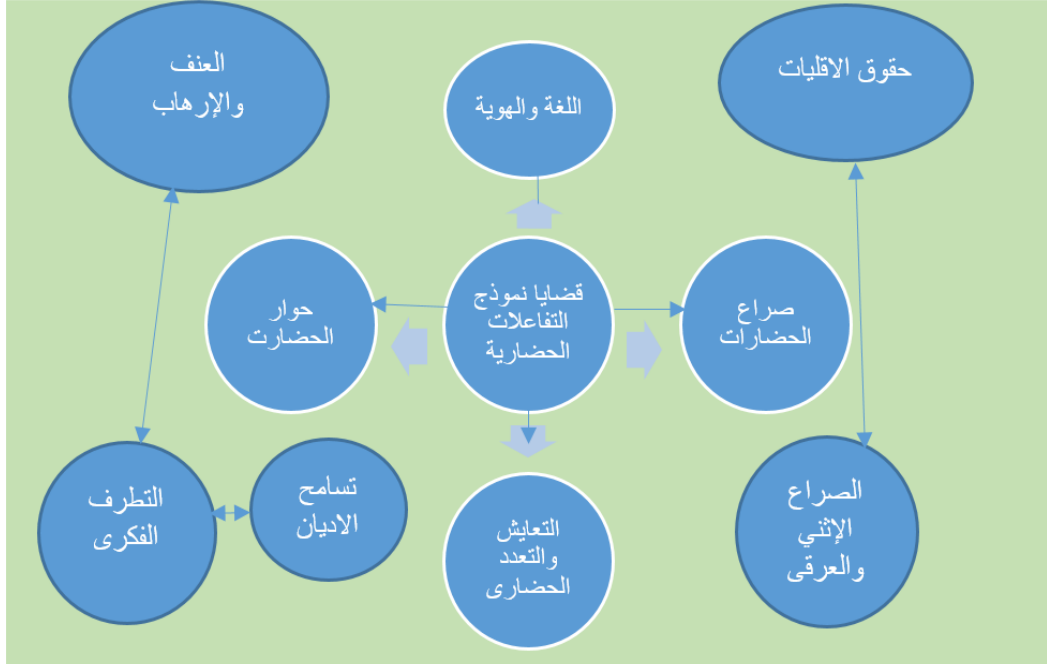 حقوق الاقليات
اللغة والهوية
العنف
والإرهاب
صراع
الحضارات
قضايا نموذج
التفاعلات
الحضارية
حوار
الحضارت
الصراع
الإثني
والعرقى
التعايش
والتعدد
الحضارى
تسامح
الاديان
التطرف
الفكرى